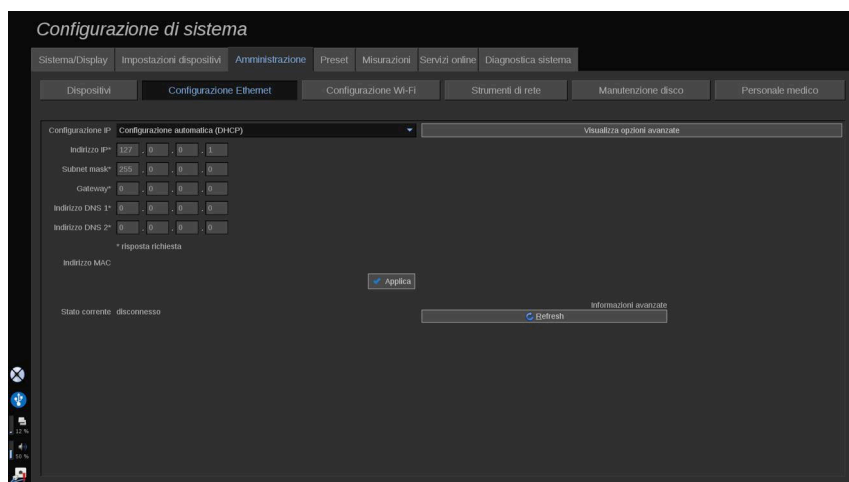 Configurazione di sistema
Sistema/Display Impostazioni dispositivi Amministrazione Preset Misurazioni Servizi online Diagnostica sistema
Dispositivi Configurazione Ethernet Configurazione Wi-Fi Strumenti di rete Manutenzione disco Personale medico
Configurazione IP Configurazione automatica (DHCP) Visualizza opzioni avanzate
Indirizzo IP* 127 . 0 . 0 . 1
Subnet mask* 255 . 0 . 0 . 0
Gateway* 0 . 0 . 0 . 0
Indirizzo DNS 1* 0 . 0 . 0 . 0
Indirizzo DNS 2* 0 . 0 . 0 . 0
* risposta richiesta
Indirizzo MAC
Applica
Informazioni avanzate
Stato corrente disconnesso
Refresh
12 %
50 %